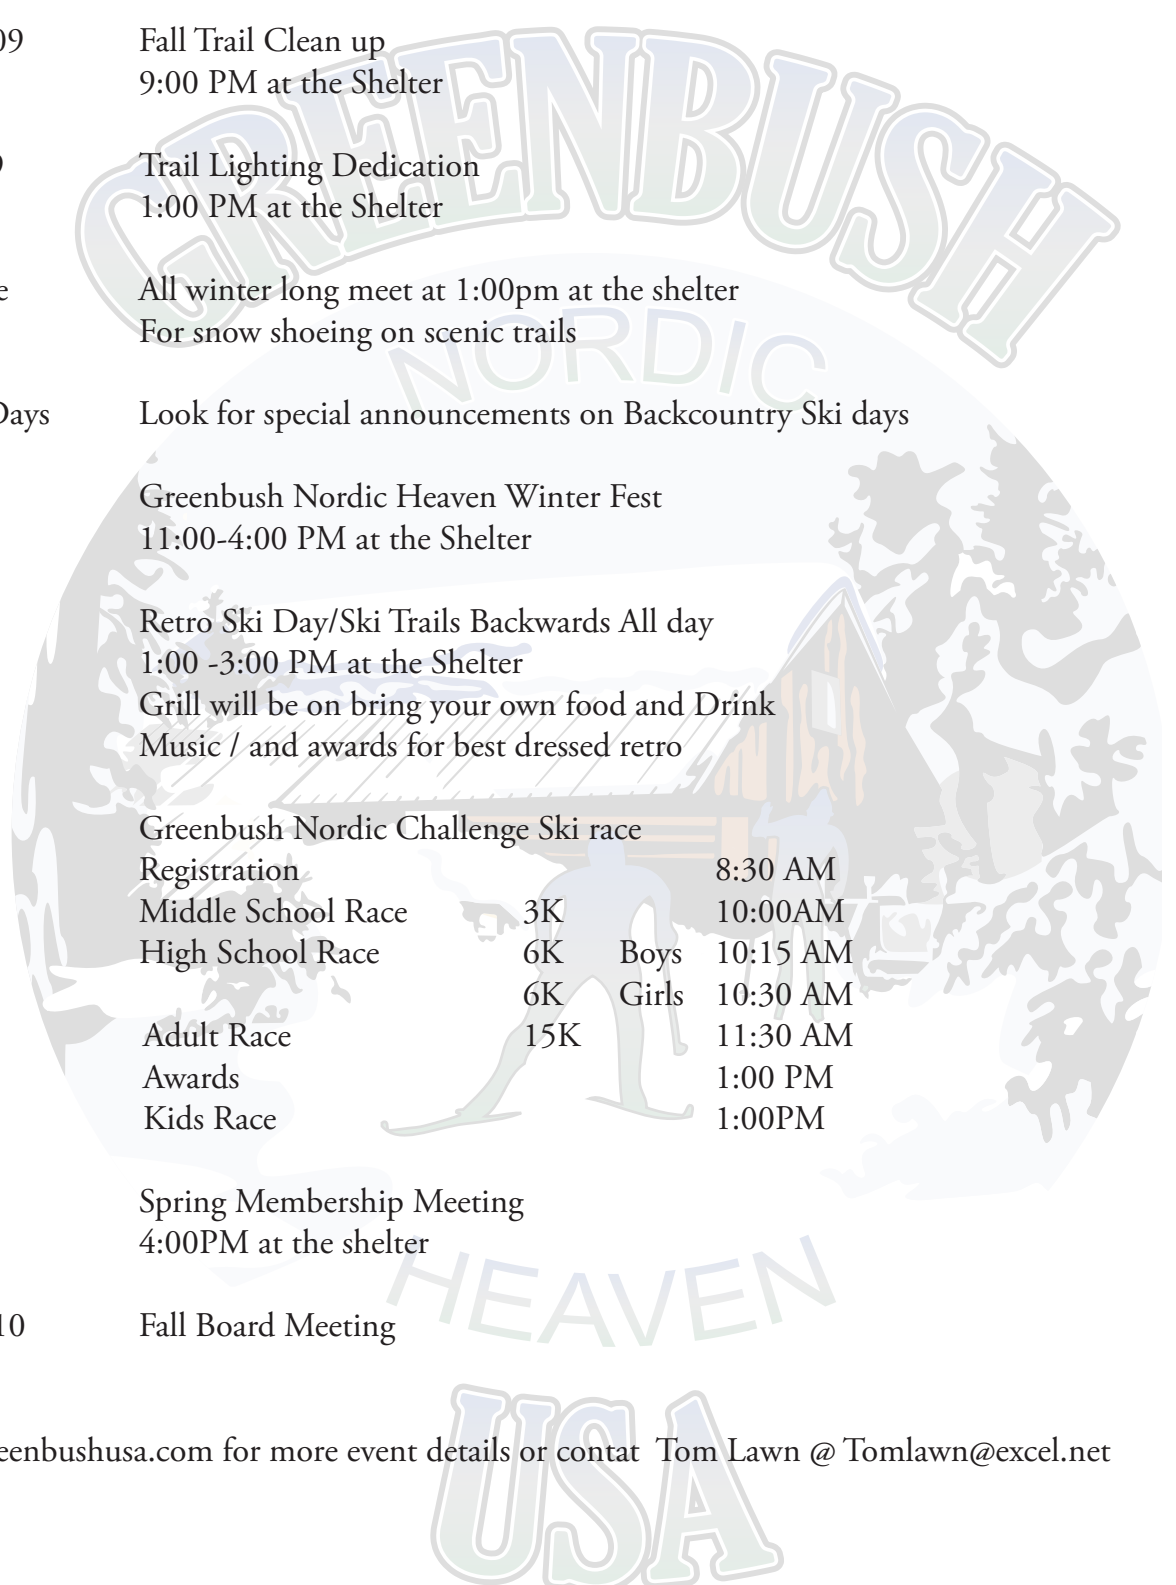 GREENBUSH
NORDIC
09 Fall Trail Clean up
9:00 PM at the Shelter
9 Trail Lighting Dedication
1:00 PM at the Shelter
e All winter long meet at 1:00pm at the shelter
For snow shoeing on scenic trails
Days Look for special announcements on Backcountry Ski days
Greenbush Nordic Heaven Winter Fest
11:00-4:00 PM at the Shelter
Retro Ski Day/Ski Trails Backwards All day
1:00 -3:00 PM at the Shelter
Grill will be on bring your own food and Drink
Music / and awards for best dressed retro
Greenbush Nordic Challenge Ski race
Registration 8:30 AM
Middle School Race 3K 10:00AM
High School Race 6K Boys 10:15 AM
6K Girls 10:30 AM
Adult Race 15K 11:30 AM
Awards 1:00 PM
Kids Race 1:00PM
Spring Membership Meeting
4:00PM at the shelter
HEAVEN
10 Fall Board Meeting
eenbushusa.com for more event details or contat Tom Lawn @ Tomlawn@excel.net
USA